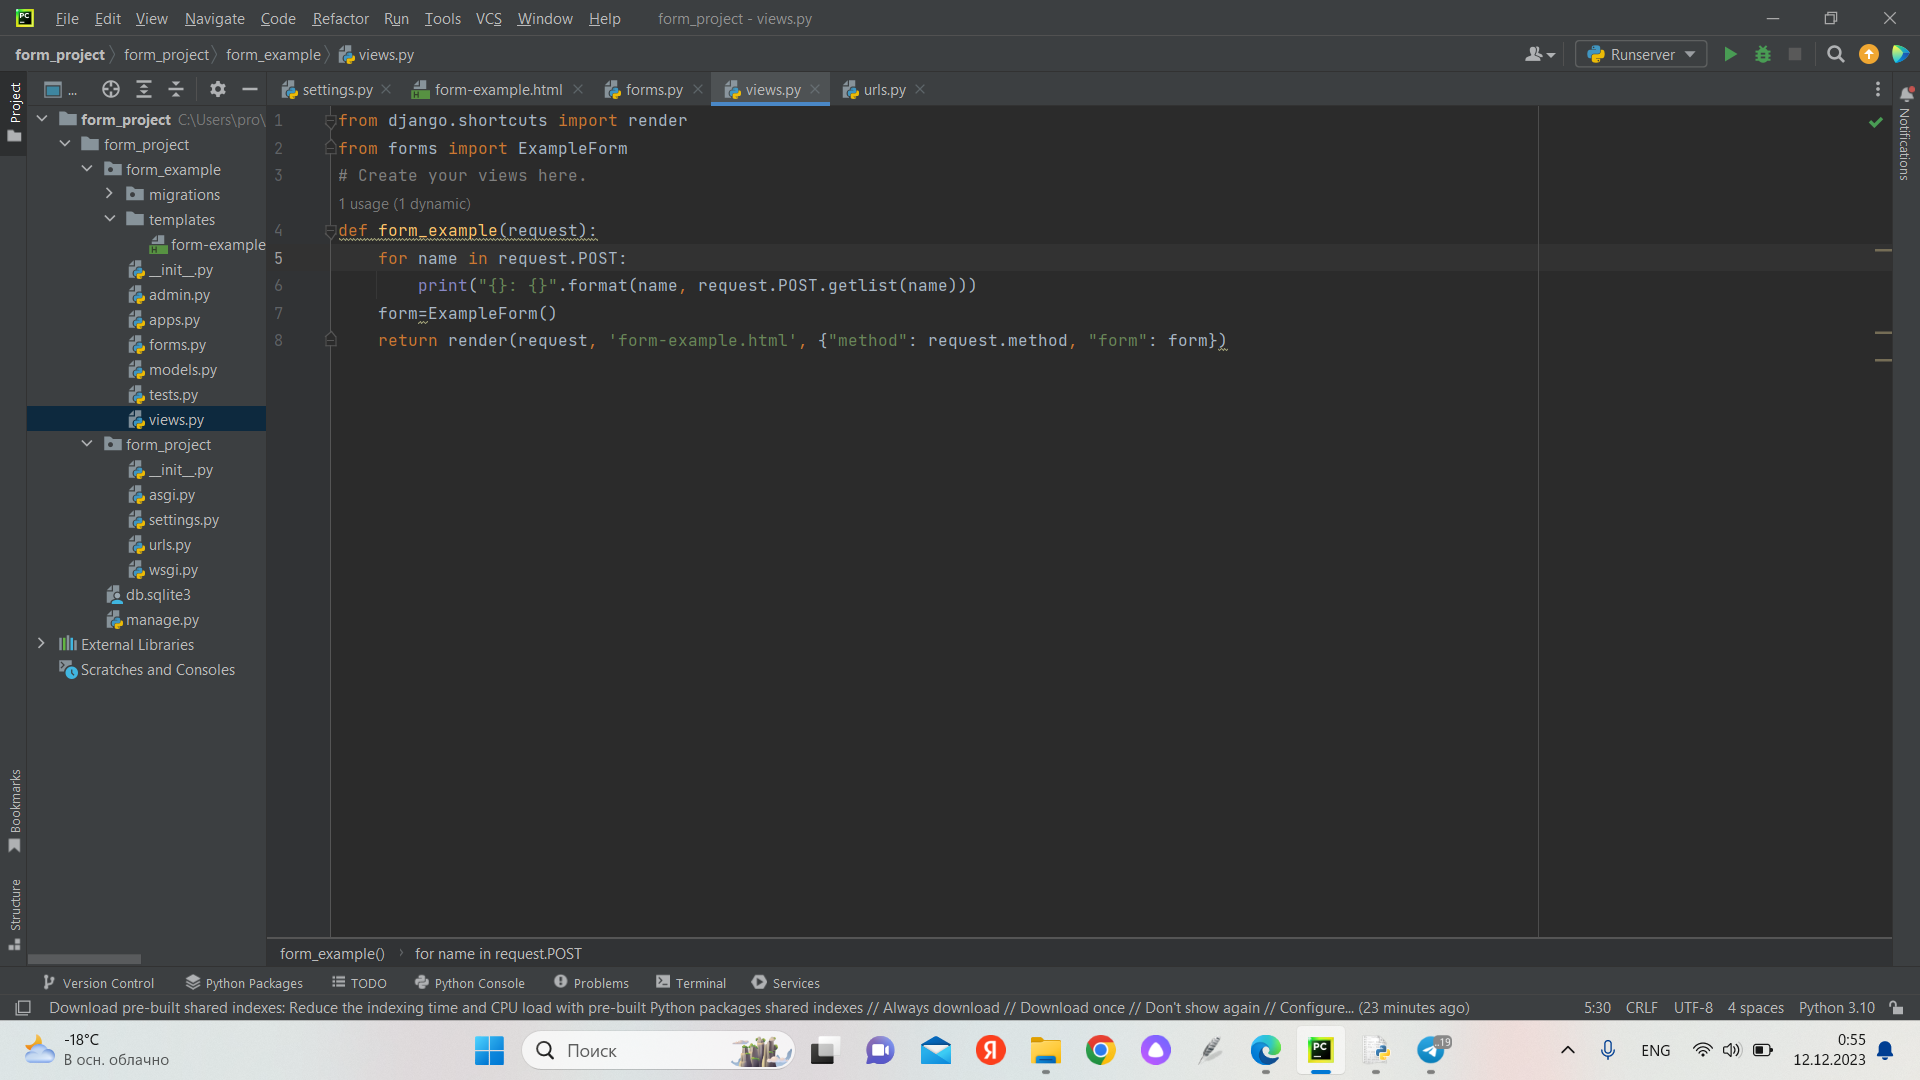 File Edit View Navigate Code Refactor Run Tools VCS Window Help form_project - views.py
form_project form_project form_example views.py
Runserver
Project
...
settings.py
form-example.html
forms.py
views.py
urls.py
form_project C:\Users\pro\
form_project
form_example
migrations
templates
form-example
__init__.py
admin.py
apps.py
forms.py
models.py
tests.py
views.py
form_project
__init__.py
asgi.py
settings.py
urls.py
wsgi.py
db.sqlite3
manage.py
External Libraries
Scratches and Consoles
1 from django.shortcuts import render
2 from forms import ExampleForm
3 # Create your views here.
1 usage (1 dynamic)
4 def form_example(request):
5 for name in request.POST:
6 print("{}: {}".format(name, request.POST.getlist(name)))
7 form=ExampleForm()
8 return render(request, 'form-example.html', {"method": request.method, "form": form})
Notifications
Bookmarks
Structure
form_example() for name in request.POST
Version Control Python Packages TODO Python Console Problems Terminal Services
Download pre-built shared indexes: Reduce the indexing time and CPU load with pre-built Python packages shared indexes // Always download // Download once // Don't show again // Configure... (23 minutes ago) 5:30 CRLF UTF-8 4 spaces Python 3.10
-18°C
В осн. облачно
Поиск
Я
PC
..19
ENG
0:55
12.12.2023